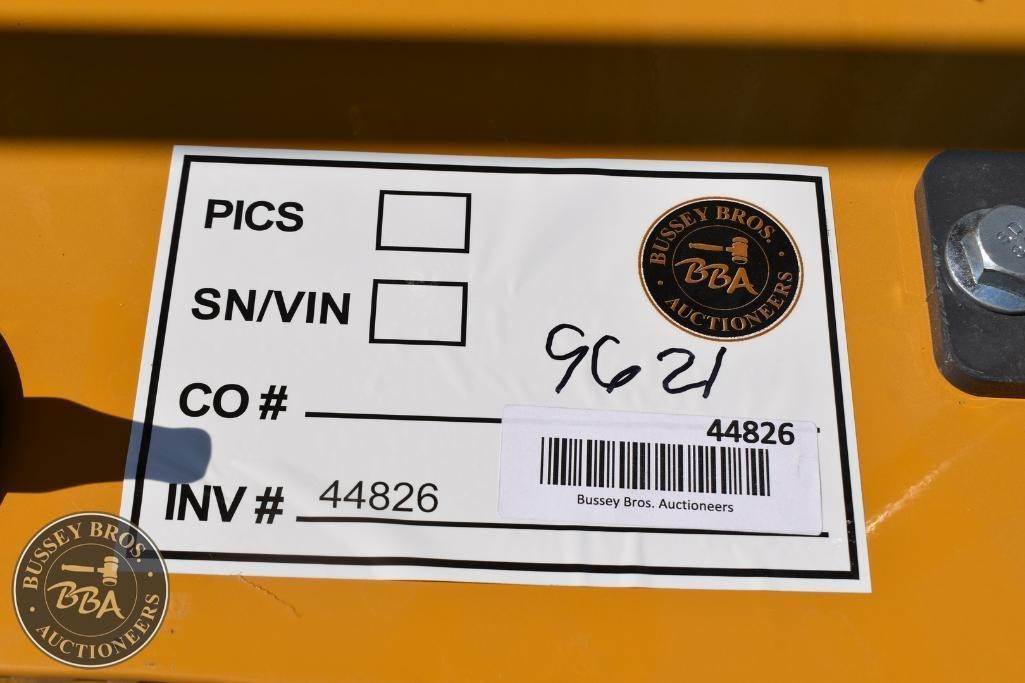 PICS
BUSSEY BROS.
BBA
AUCTIONEERS
SN/VIN
9621
CO #
44826
Bussey Bros. Auctioneers
INV # 44826
BUSSEY BROS.
BBA
AUCTIONEERS